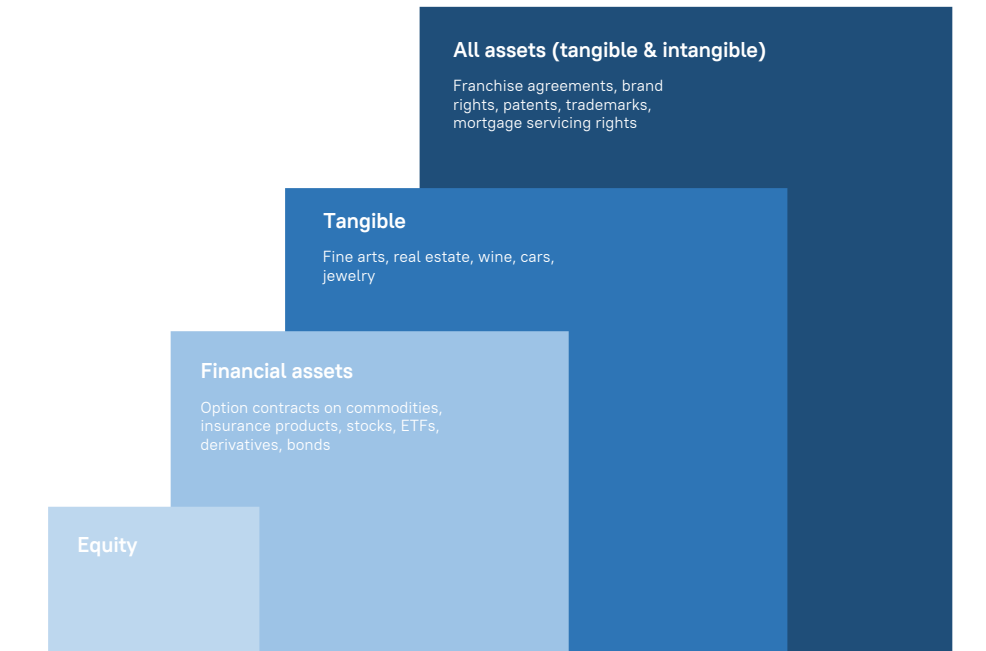 All assets (tangible & intangible)
Franchise agreements, brand
rights, patents, trademarks,
mortgage servicing rights
Tangible
Fine arts, real estate, wine, cars,
jewelry
Financial assets
Option contracts on commodities,
insurance products, stocks, ETFs,
derivatives, bonds
Equity